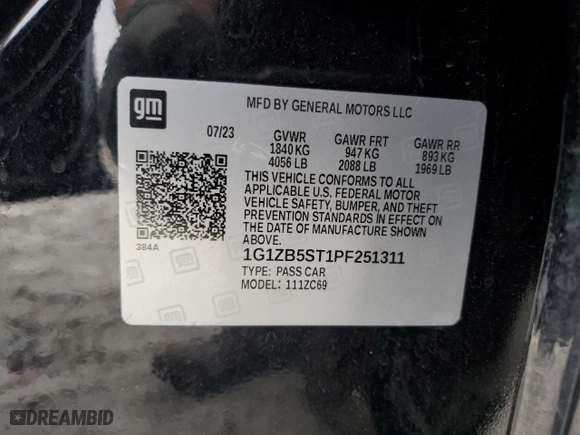 gm
MFD BY GENERAL MOTORS LLC
07/23 GVWR GAWR FRT GAWR RR
1840 KG 947 KG 893 KG
4056 LB 2088 LB 1969 LB
THIS VEHICLE CONFORMS TO ALL
APPLICABLE U.S. FEDERAL MOTOR
VEHICLE SAFETY, BUMPER, AND THEFT
PREVENTION STANDARDS IN EFFECT ON
THE DATE OF MANUFACTURE SHOWN
ABOVE.
384A
1G1ZB5ST1PF251311
TYPE: PASS CAR
MODEL: 111ZC69
DREAMBID